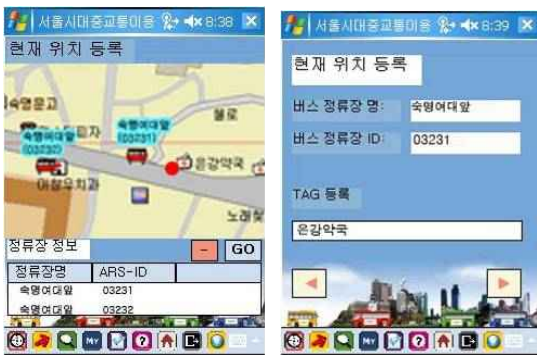 서울시대중교통이용 8:38
현재 위치 등록
숙명여대앞
(03231)
숙명여대앞
(03232)
은강약국
정류장 정보
- GO
정류장명 ARS-ID
숙명여대앞 03231
숙명여대앞 03232
서울시대중교통이용 8:39
현재 위치 등록
버스 정류장 명: 숙명여대앞
버스 정류장 ID: 03231
TAG 등록
은강약국